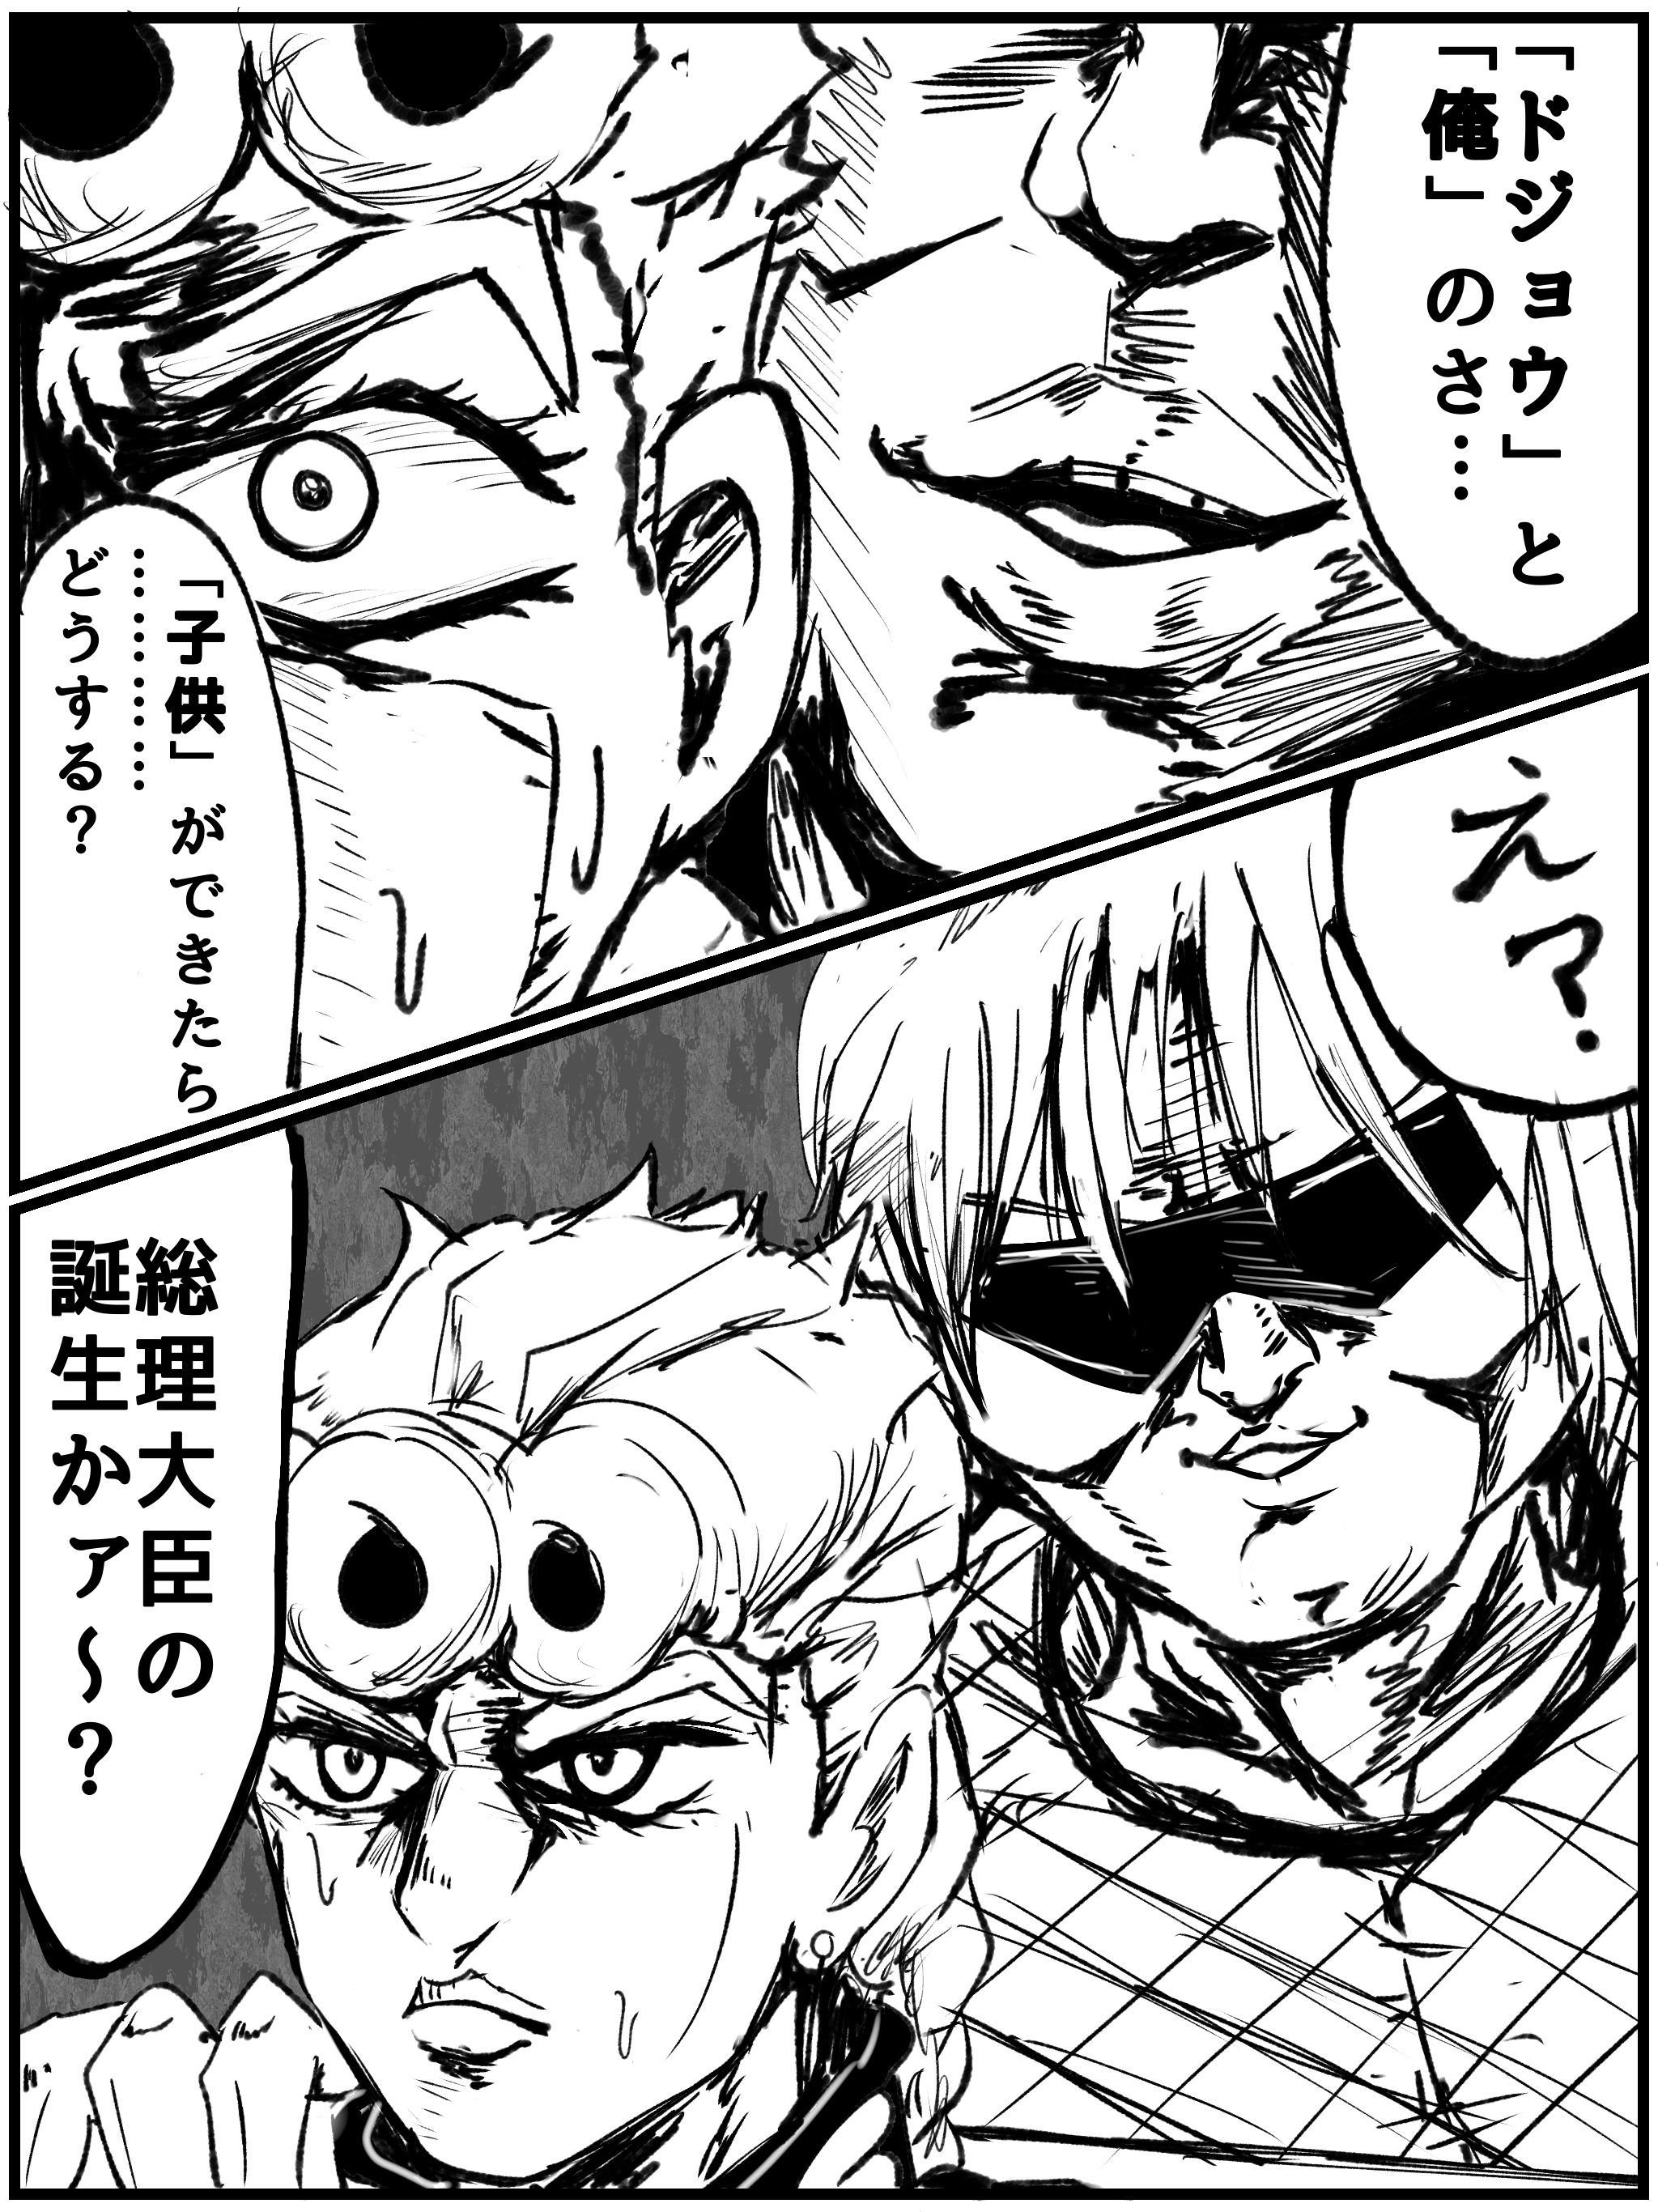 「ドジョウ」と
「俺」のさ…
「子供」ができたら
…………
どうする？
え？
総理大臣の
誕生かァ～？